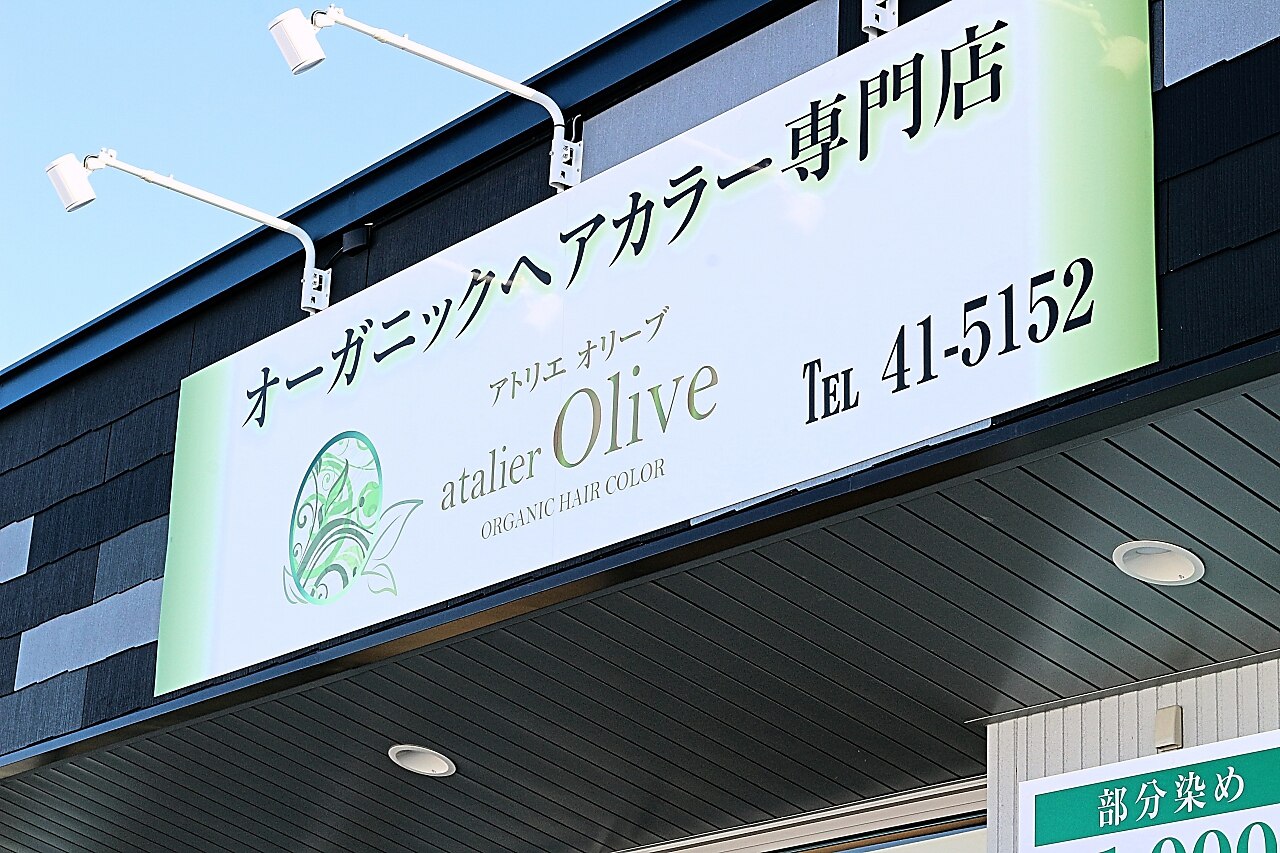 オーガニックヘアカラー専門店
アトリエ オリーブ
atalier Olive
ORGANIC HAIR COLOR
TEL 41-5152
部分染め